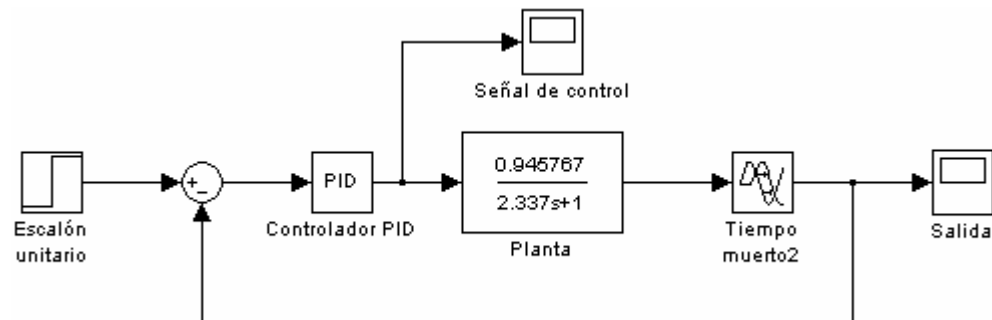 Señal de control
Escalón
unitario
+
−
PID
Controlador PID
0.945767
2.337s+1
Planta
Tiempo
muerto2
Salida